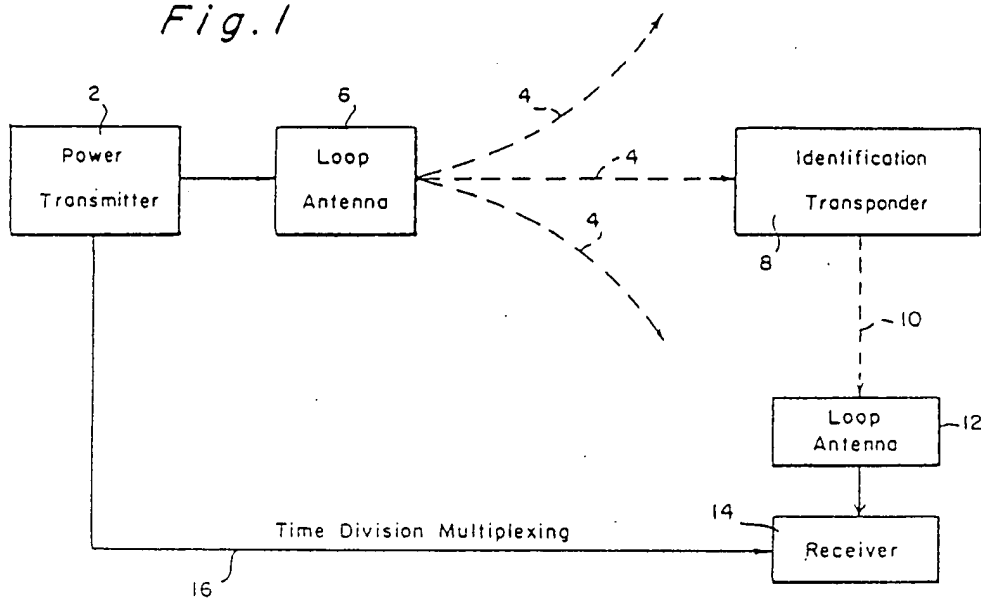 Fig. 1
2
6
4
Power
Transmitter
Loop
Antenna
4
Identification
Transponder
4
8
10
Loop
Antenna
12
14
Time Division Multiplexing
Receiver
16